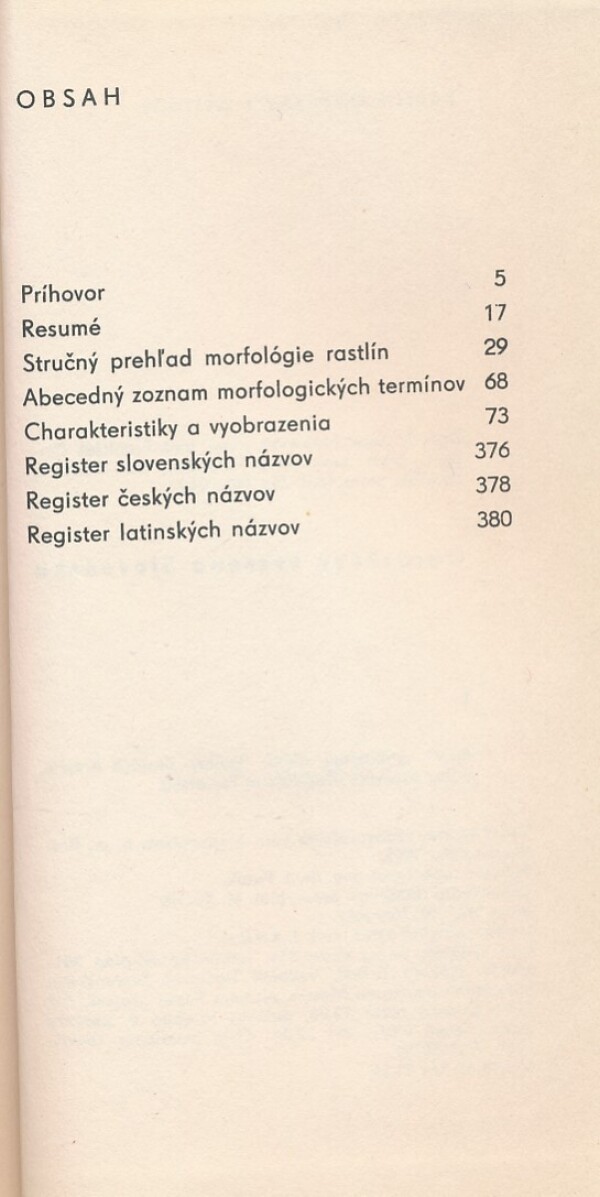 OBSAH
Príhovor 5
Resumé 17
Stručný prehľad morfológie rastlín 29
Abecedný zoznam morfologických termínov 68
Charakteristiky a vyobrazenia 73
Register slovenských názvov 376
Register českých názvov 378
Register latinských názvov 380